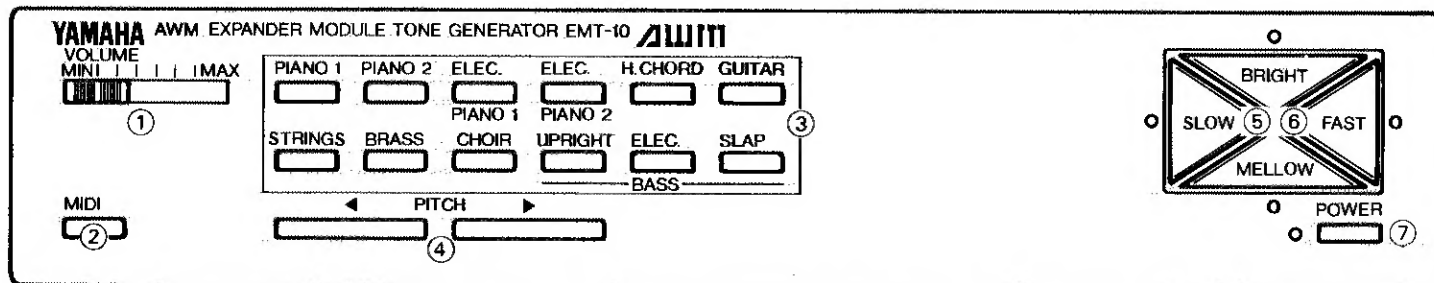 YAMAHA AWM EXPANDER MODULE TONE GENERATOR EMT-10 AWM
VOLUME
MIN MAX
①
PIANO 1 PIANO 2 ELEC. ELEC. H.CHORD GUITAR
PIANO 1 PIANO 2
③
STRINGS BRASS CHOIR UPRIGHT ELEC. SLAP
BASS
MIDI
②
◀ PITCH ▶
④
BRIGHT
SLOW ⑤ ⑥ FAST
MELLOW
POWER
⑦